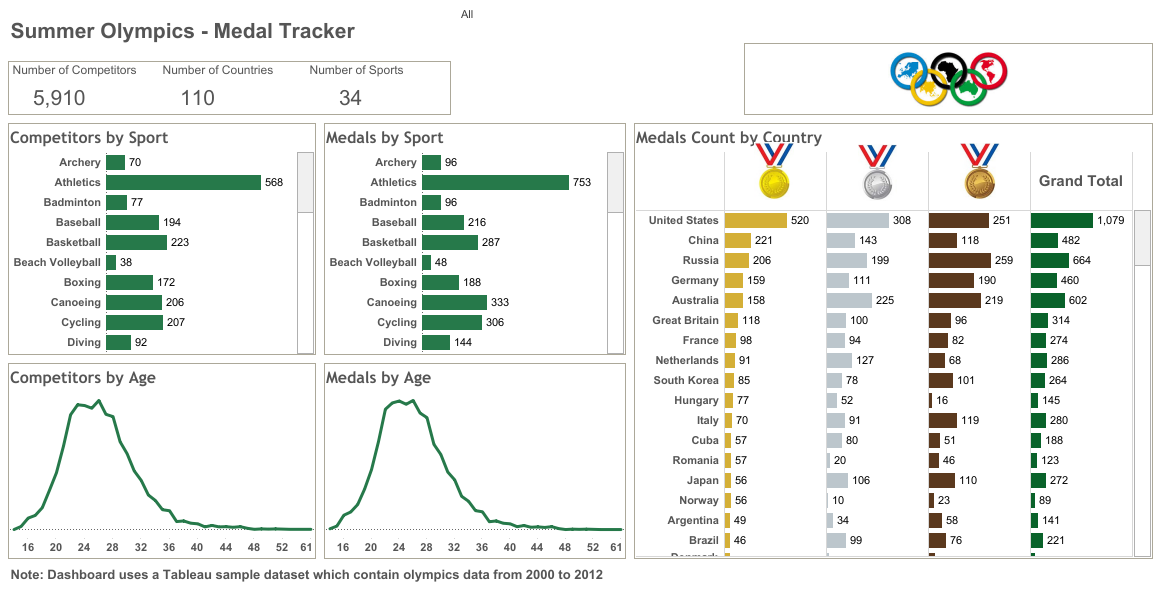 All
Summer Olympics - Medal Tracker
Number of Competitors Number of Countries Number of Sports
5,910 110 34
Competitors by Sport
Archery 70
Athletics 568
Badminton 77
Baseball 194
Basketball 223
Beach Volleyball 38
Boxing 172
Canoeing 206
Cycling 207
Diving 92
Medals by Sport
Archery 96
Athletics 753
Badminton 96
Baseball 216
Basketball 287
Beach Volleyball 48
Boxing 188
Canoeing 333
Cycling 306
Diving 144
Medals Count by Country
Grand Total
United States 520 308 251 1,079
China 221 143 118 482
Russia 206 199 259 664
Germany 159 111 190 460
Australia 158 225 219 602
Great Britain 118 100 96 314
France 98 94 82 274
Netherlands 91 127 68 286
South Korea 85 78 101 264
Hungary 77 52 16 145
Italy 70 91 119 280
Cuba 57 80 51 188
Romania 57 20 46 123
Japan 56 106 110 272
Norway 56 10 23 89
Argentina 49 34 58 141
Brazil 46 99 76 221
Competitors by Age
16 20 24 28 32 36 40 44 48 52 61
Medals by Age
16 20 24 28 32 36 40 44 48 52 61
Note: Dashboard uses a Tableau sample dataset which contain olympics data from 2000 to 2012